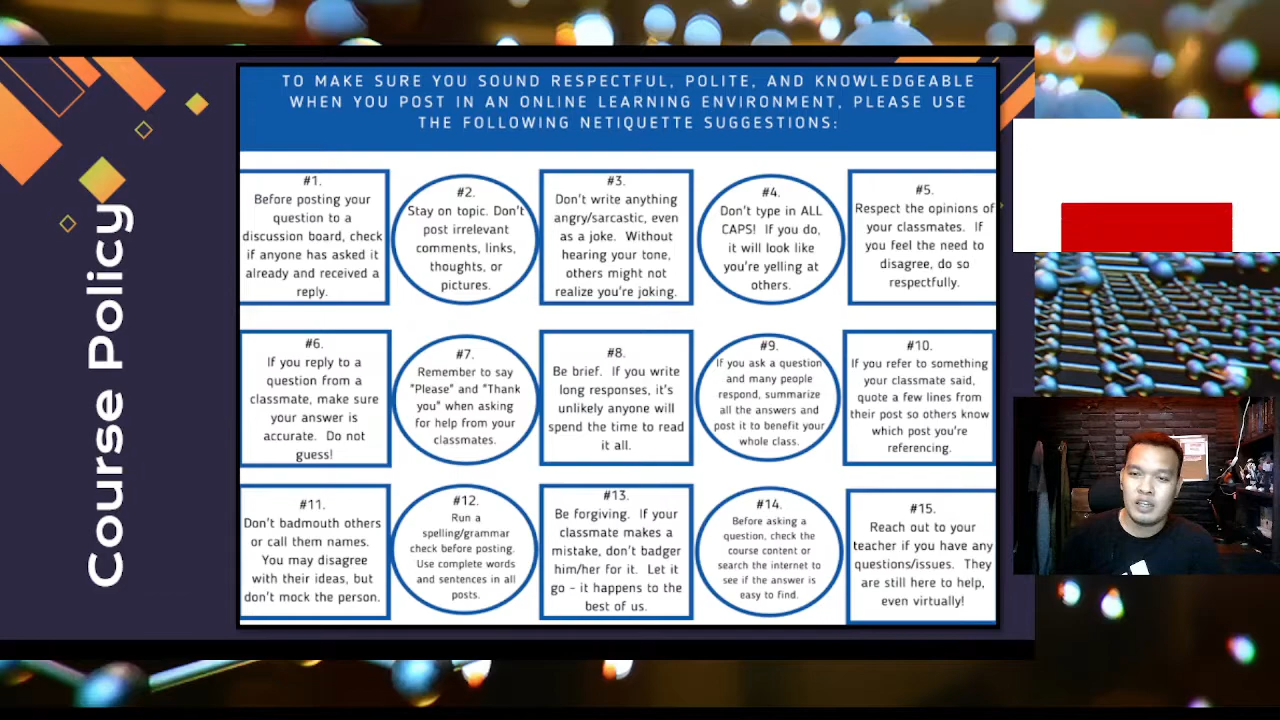 Course Policy
TO MAKE SURE YOU SOUND RESPECTFUL, POLITE, AND KNOWLEDGEABLE
WHEN YOU POST IN AN ONLINE LEARNING ENVIRONMENT, PLEASE USE
THE FOLLOWING NETIQUETTE SUGGESTIONS:
#1.
Before posting your
question to a
discussion board, check
if anyone has asked it
already and received a
reply.
#2.
Stay on topic. Don't
post irrelevant
comments, links,
thoughts, or
pictures.
#3.
Don't write anything
angry/sarcastic, even
as a joke. Without
hearing your tone,
others might not
realize you're joking.
#4.
Don't type in ALL
CAPS! If you do,
it will look like
you're yelling at
others.
#5.
Respect the opinions of
your classmates. If
you feel the need to
disagree, do so
respectfully.
#6.
If you reply to a
question from a
classmate, make sure
your answer is
accurate. Do not
guess!
#7.
Remember to say
"Please" and "Thank
you" when asking
for help from your
classmates.
#8.
Be brief. If you write
long responses, it's
unlikely anyone will
spend the time to read
it all.
#9.
If you ask a question
and many people
respond, summarize
all the answers and
post it to benefit your
whole class.
#10.
If you refer to something
your classmate said,
quote a few lines from
their post so others know
which post you're
referencing.
#11.
Don't badmouth others
or call them names.
You may disagree
with their ideas, but
don't mock the person.
#12.
Run a
spelling/grammar
check before posting.
Use complete words
and sentences in all
posts.
#13.
Be forgiving. If your
classmate makes a
mistake, don't badger
him/her for it. Let it
go - it happens to the
best of us.
#14.
Before asking a
question, check the
course content or
search the internet to
see if the answer is
easy to find.
#15.
Reach out to your
teacher if you have any
questions/issues. They
are still here to help,
even virtually!